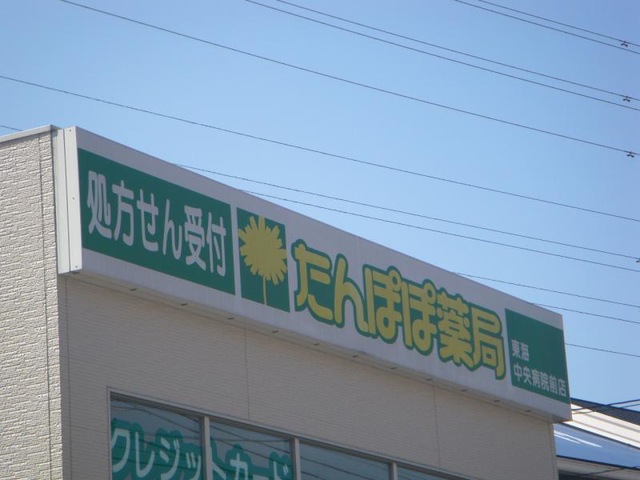 処方せん受付
たんぽぽ薬局
東海
中央病院前店
クレジットカード